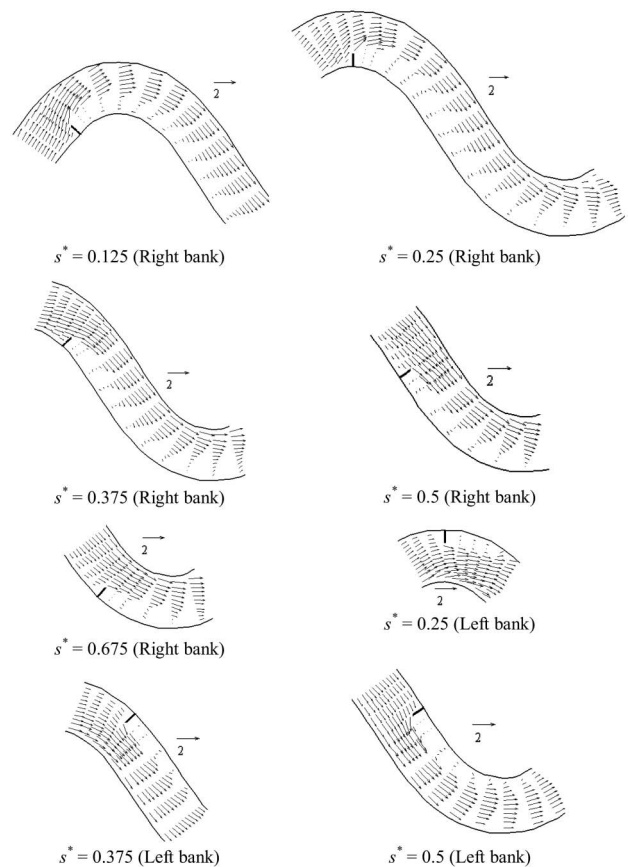 2
2
s* = 0.125 (Right bank)
s* = 0.25 (Right bank)
2
2
s* = 0.375 (Right bank)
s* = 0.5 (Right bank)
2
2
s* = 0.675 (Right bank)
s* = 0.25 (Left bank)
2
2
s* = 0.375 (Left bank)
s* = 0.5 (Left bank)